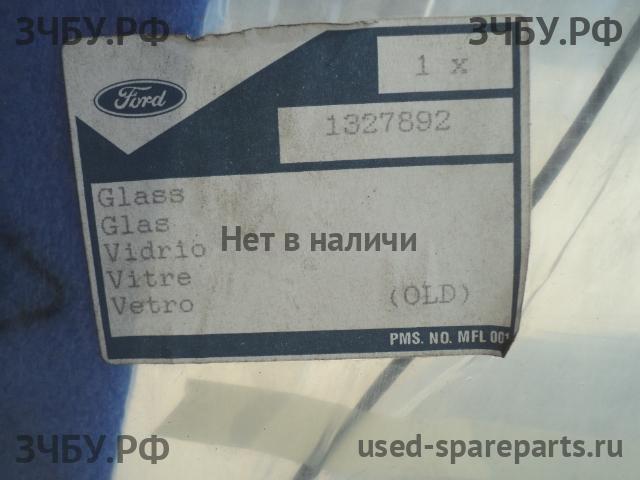 ЗЧБУ.РФ
ЗЧБУ.РФ
1 x
Ford
1327892
Glass
Glas
Vidrio
Нет в наличи
Vitre
Vetro (OLD)
PMS. NO. MFL 001
ЗЧБУ.РФ
used-spareparts.ru